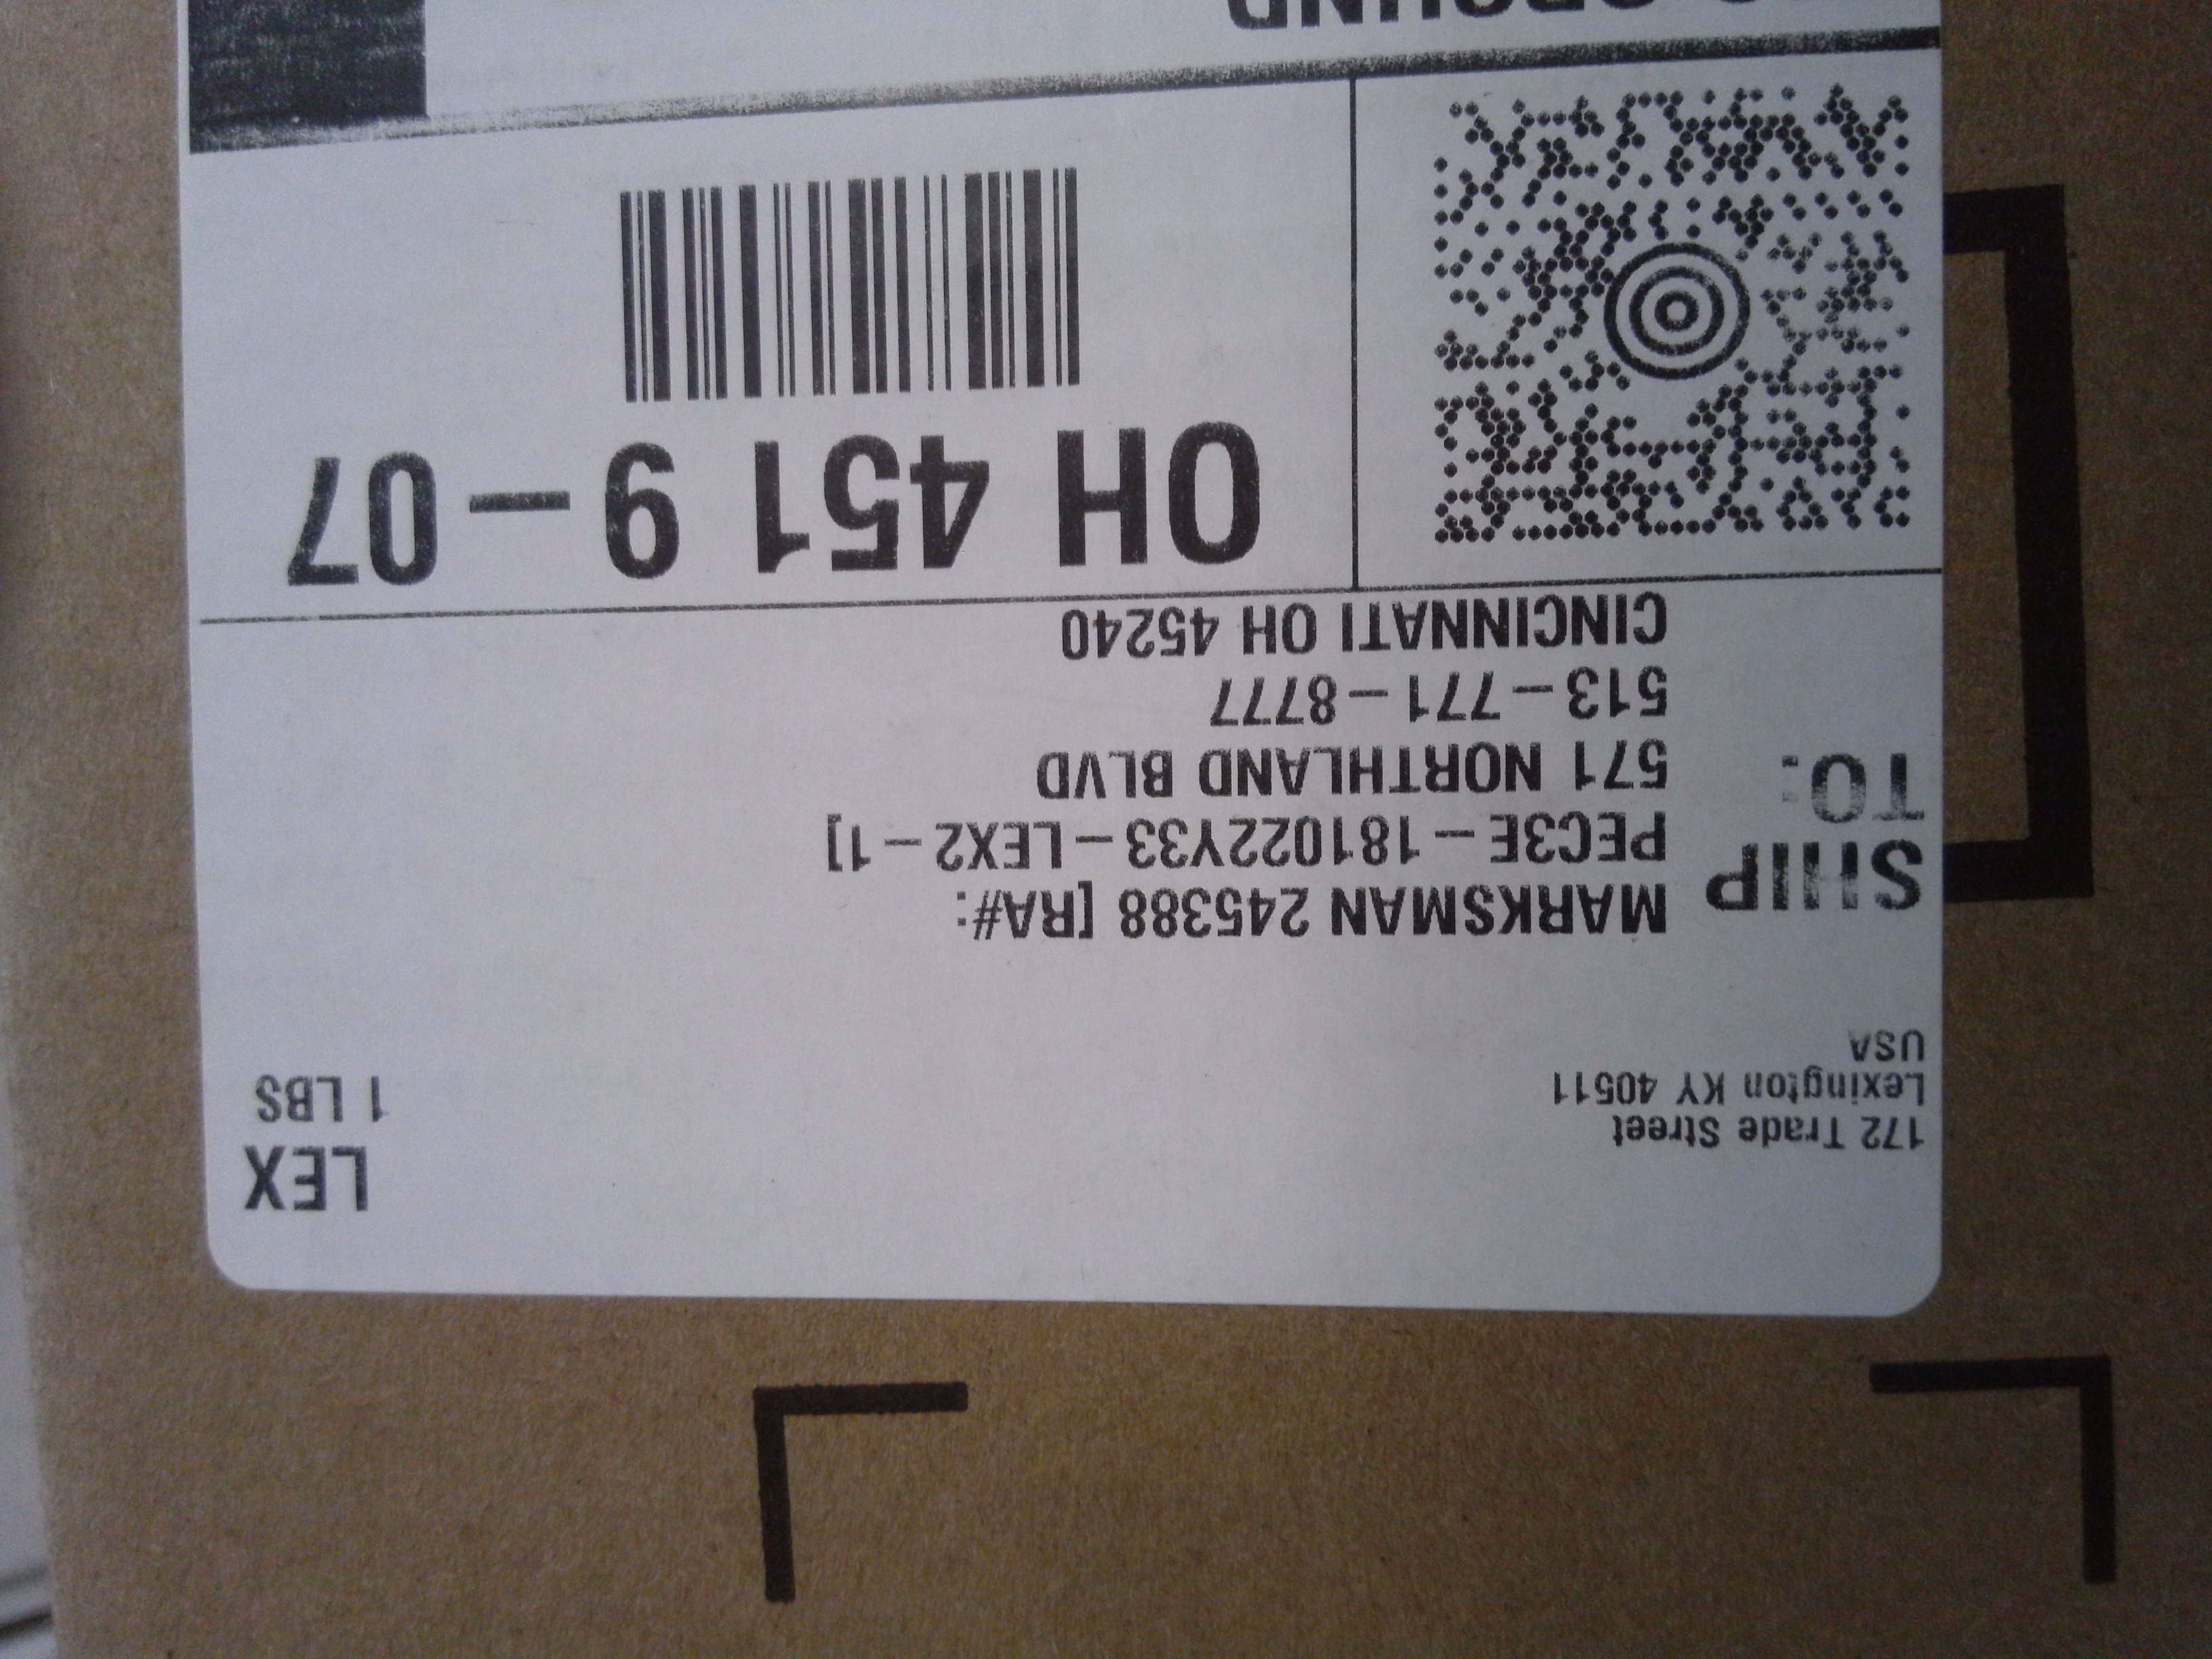 172 Trade Street
Lexington KY 40511
USA
LEX
1 LBS
SHIP
TO:
MARKSMAN 245388 [RA#:
PEC3E-181022Y33-LEX2-1]
571 NORTHLAND BLVD
513-771-8777
CINCINNATI OH 45240
OH 451 9-07
GROUND